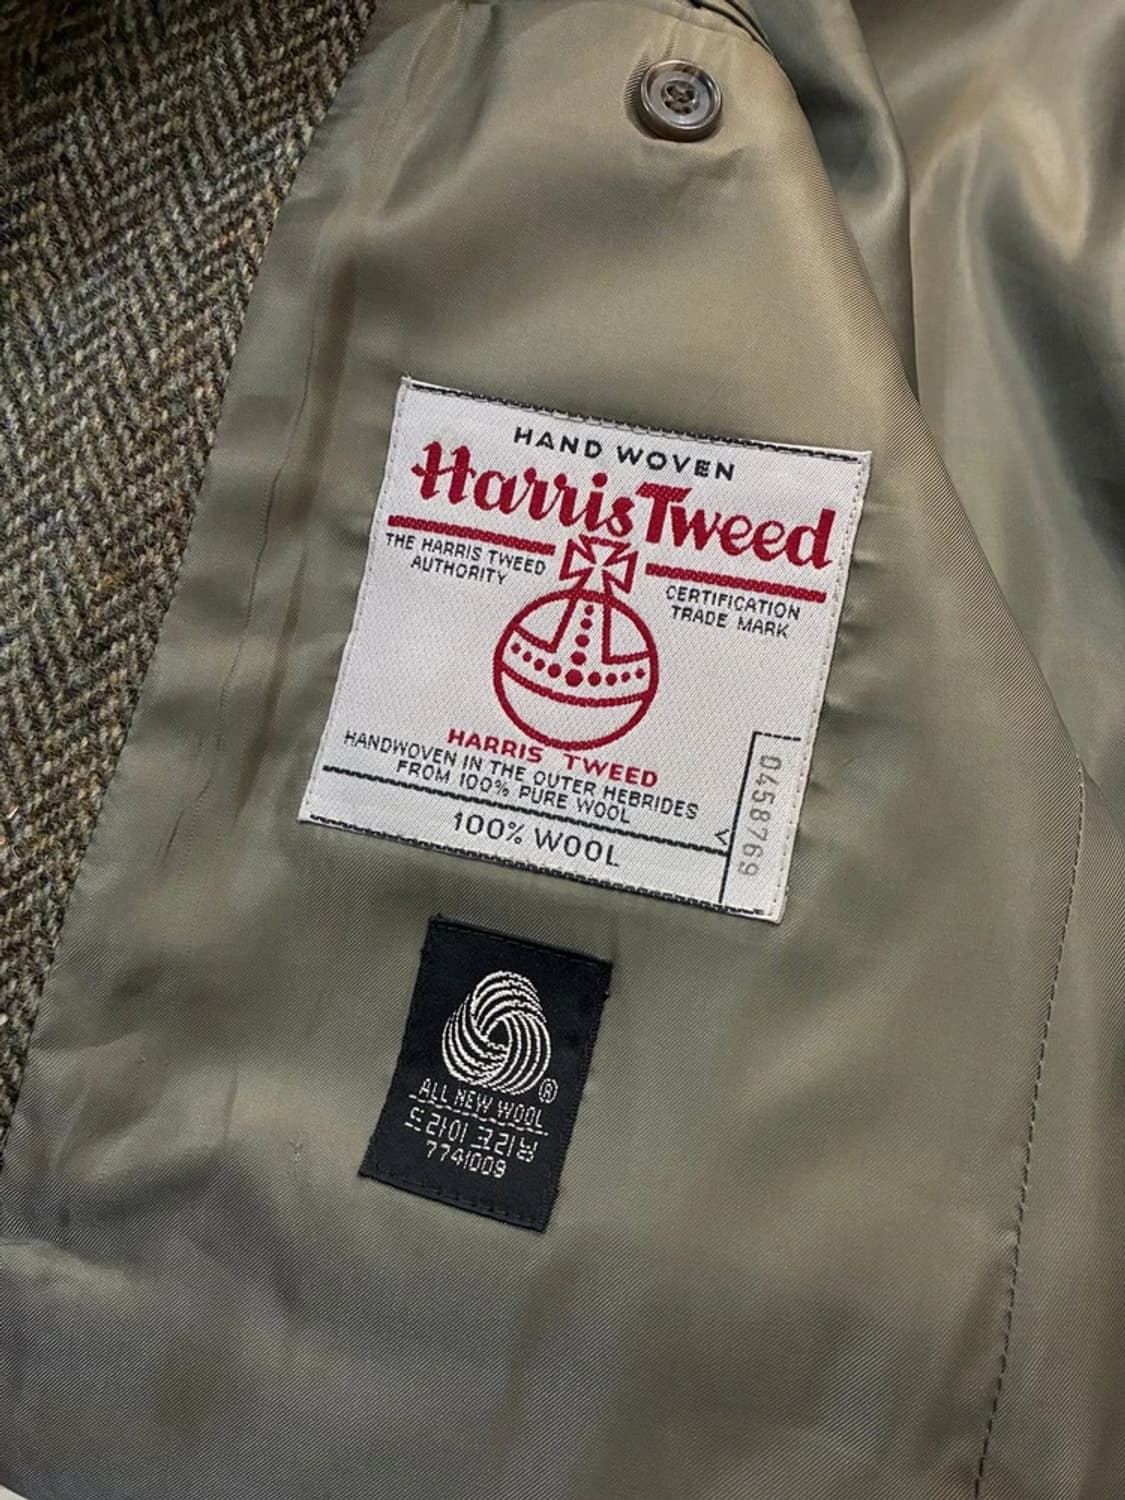 HAND WOVEN
Harris Tweed
THE HARRIS TWEED
AUTHORITY
CERTIFICATION
TRADE MARK
HARRIS TWEED
HANDWOVEN IN THE OUTER HEBRIDES
FROM 100% PURE WOOL
100% WOOL
0458769
®
ALL NEW WOOL
드라이 크리닝
7741009